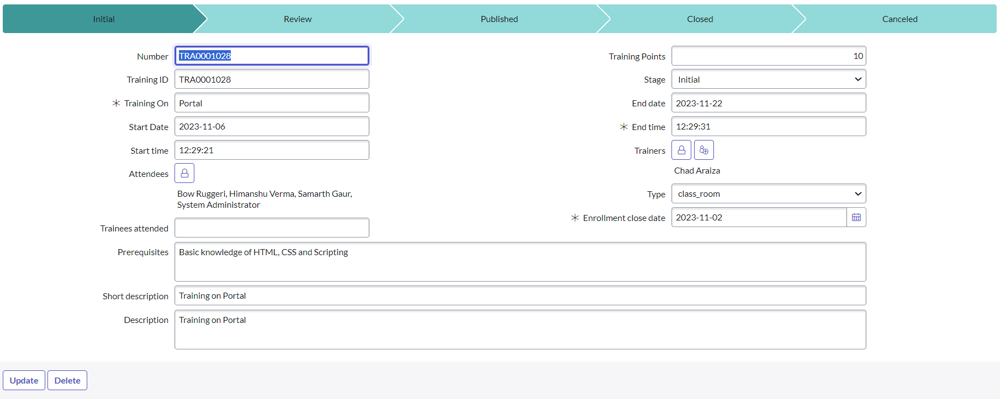 Initial
Review
Published
Closed
Canceled
Number
TRA0001028
Training ID
TRA0001028
Training On
Portal
Start Date
2023-11-06
Start time
12:29:21
Attendees
Bow Ruggeri, Himanshu Verma, Samarth Gaur,
System Administrator
Trainees attended
Training Points
10
Stage
Initial
End date
2023-11-22
End time
12:29:31
Trainers
Chad Araiza
Type
class_room
Enrollment close date
2023-11-02
Prerequisites
Basic knowledge of HTML, CSS and Scripting
Short description
Training on Portal
Description
Training on Portal
Update
Delete